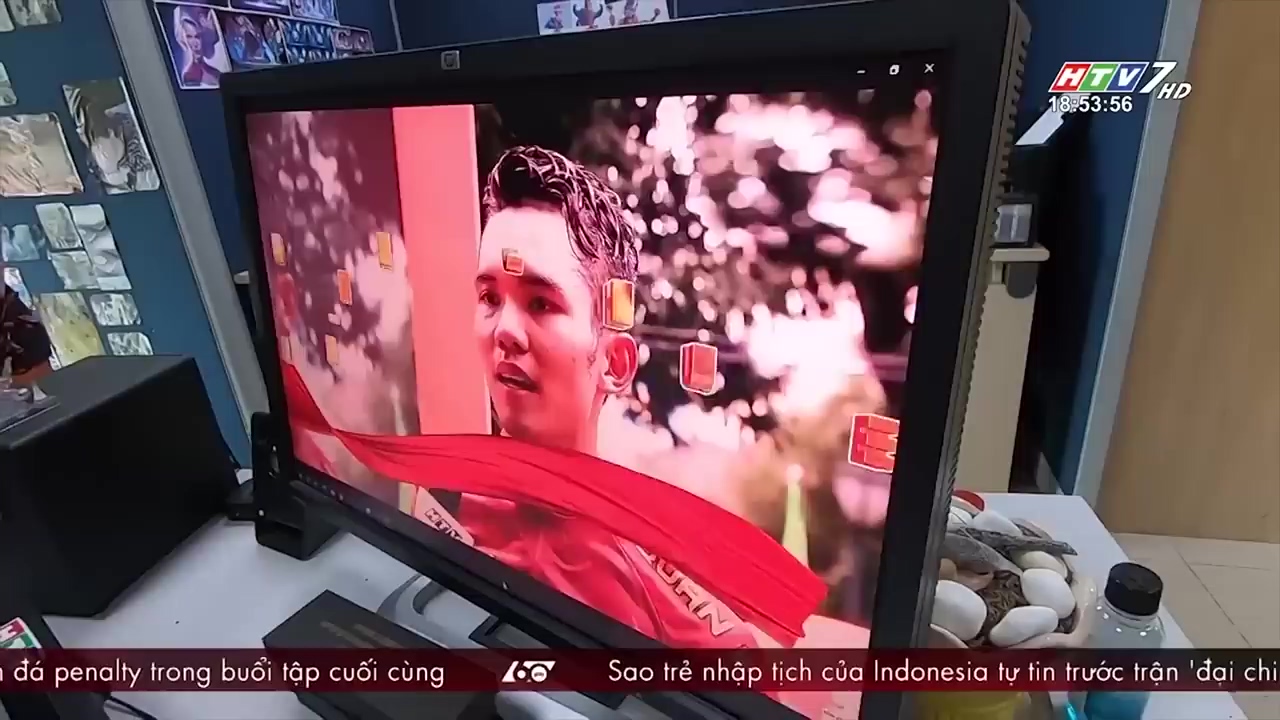 HTV7 HD
18:53:56
đá penalty trong buổi tập cuối cùng
Sao trẻ nhập tịch của Indonesia tự tin trước trận 'đại chi